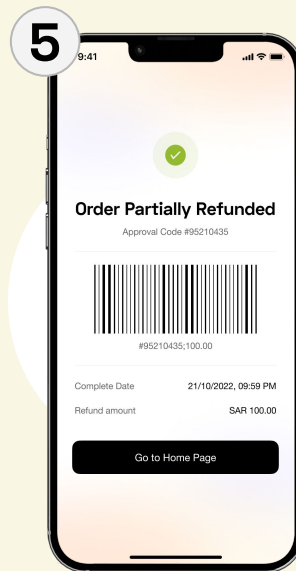 5
9:41
Order Partially Refunded
Approval Code #95210435
#95210435;100.00
Complete Date 21/10/2022, 09:59 PM
Refund amount SAR 100.00
Go to Home Page